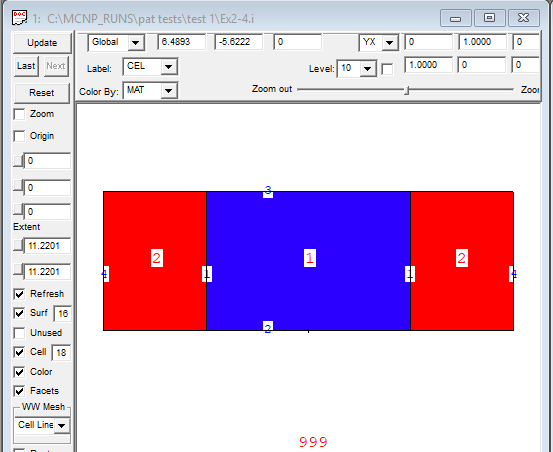 DOC
1: C:\MCNP_RUNS\pat tests\test 1\Ex2-4.i
Update
Global 6.4893 -5.6222 0 YX 0 1.0000 0
Last Next
Label: CEL Level: 10 1.0000 0 0
Reset
Color By: MAT Zoom out Zoor
Zoom
Origin
0
0
0
Extent
11.2201
11.2201
Refresh
Surf 16
Unused
Cell 18
Color
Facets
WW Mesh
Cell Line
3
2 1 2
4 1 1 4
2
999